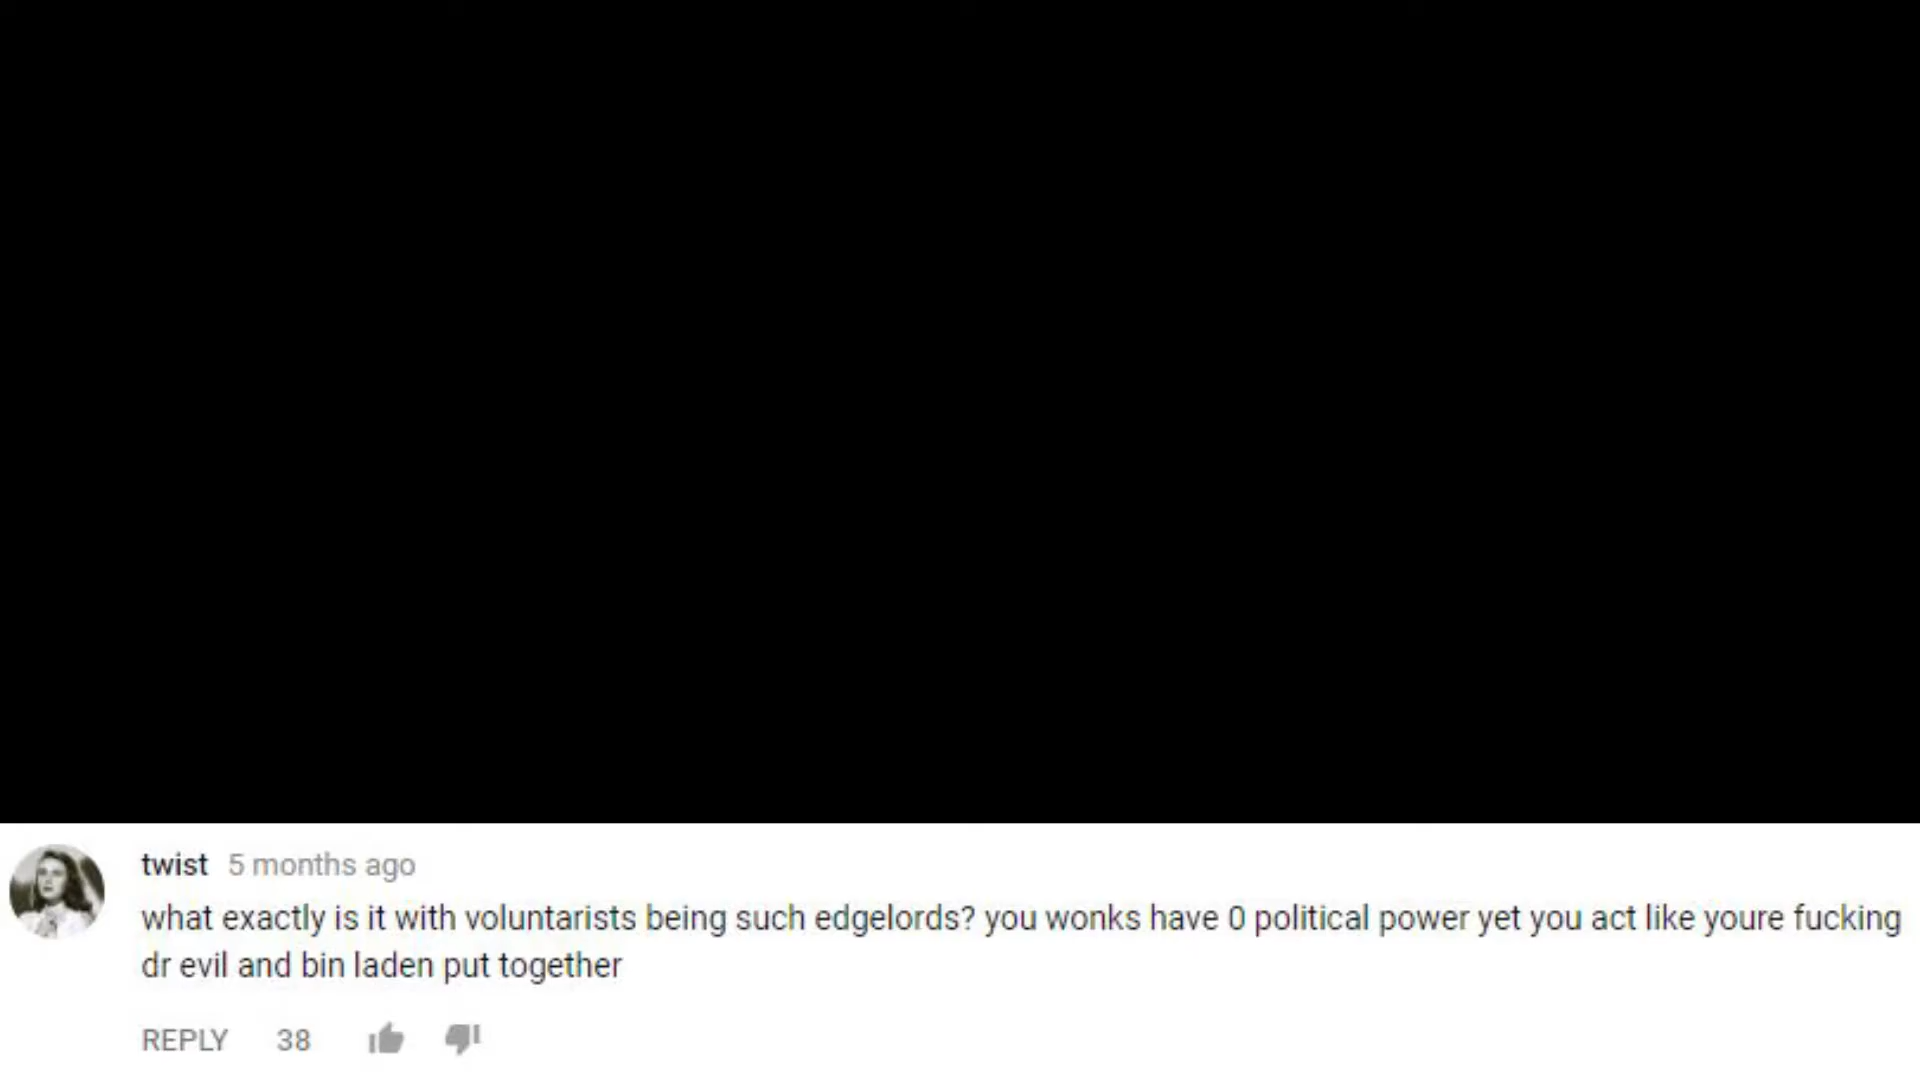 twist 5 months ago
what exactly is it with voluntarists being such edgelords? you wonks have 0 political power yet you act like youre fucking
dr evil and bin laden put together
REPLY 38